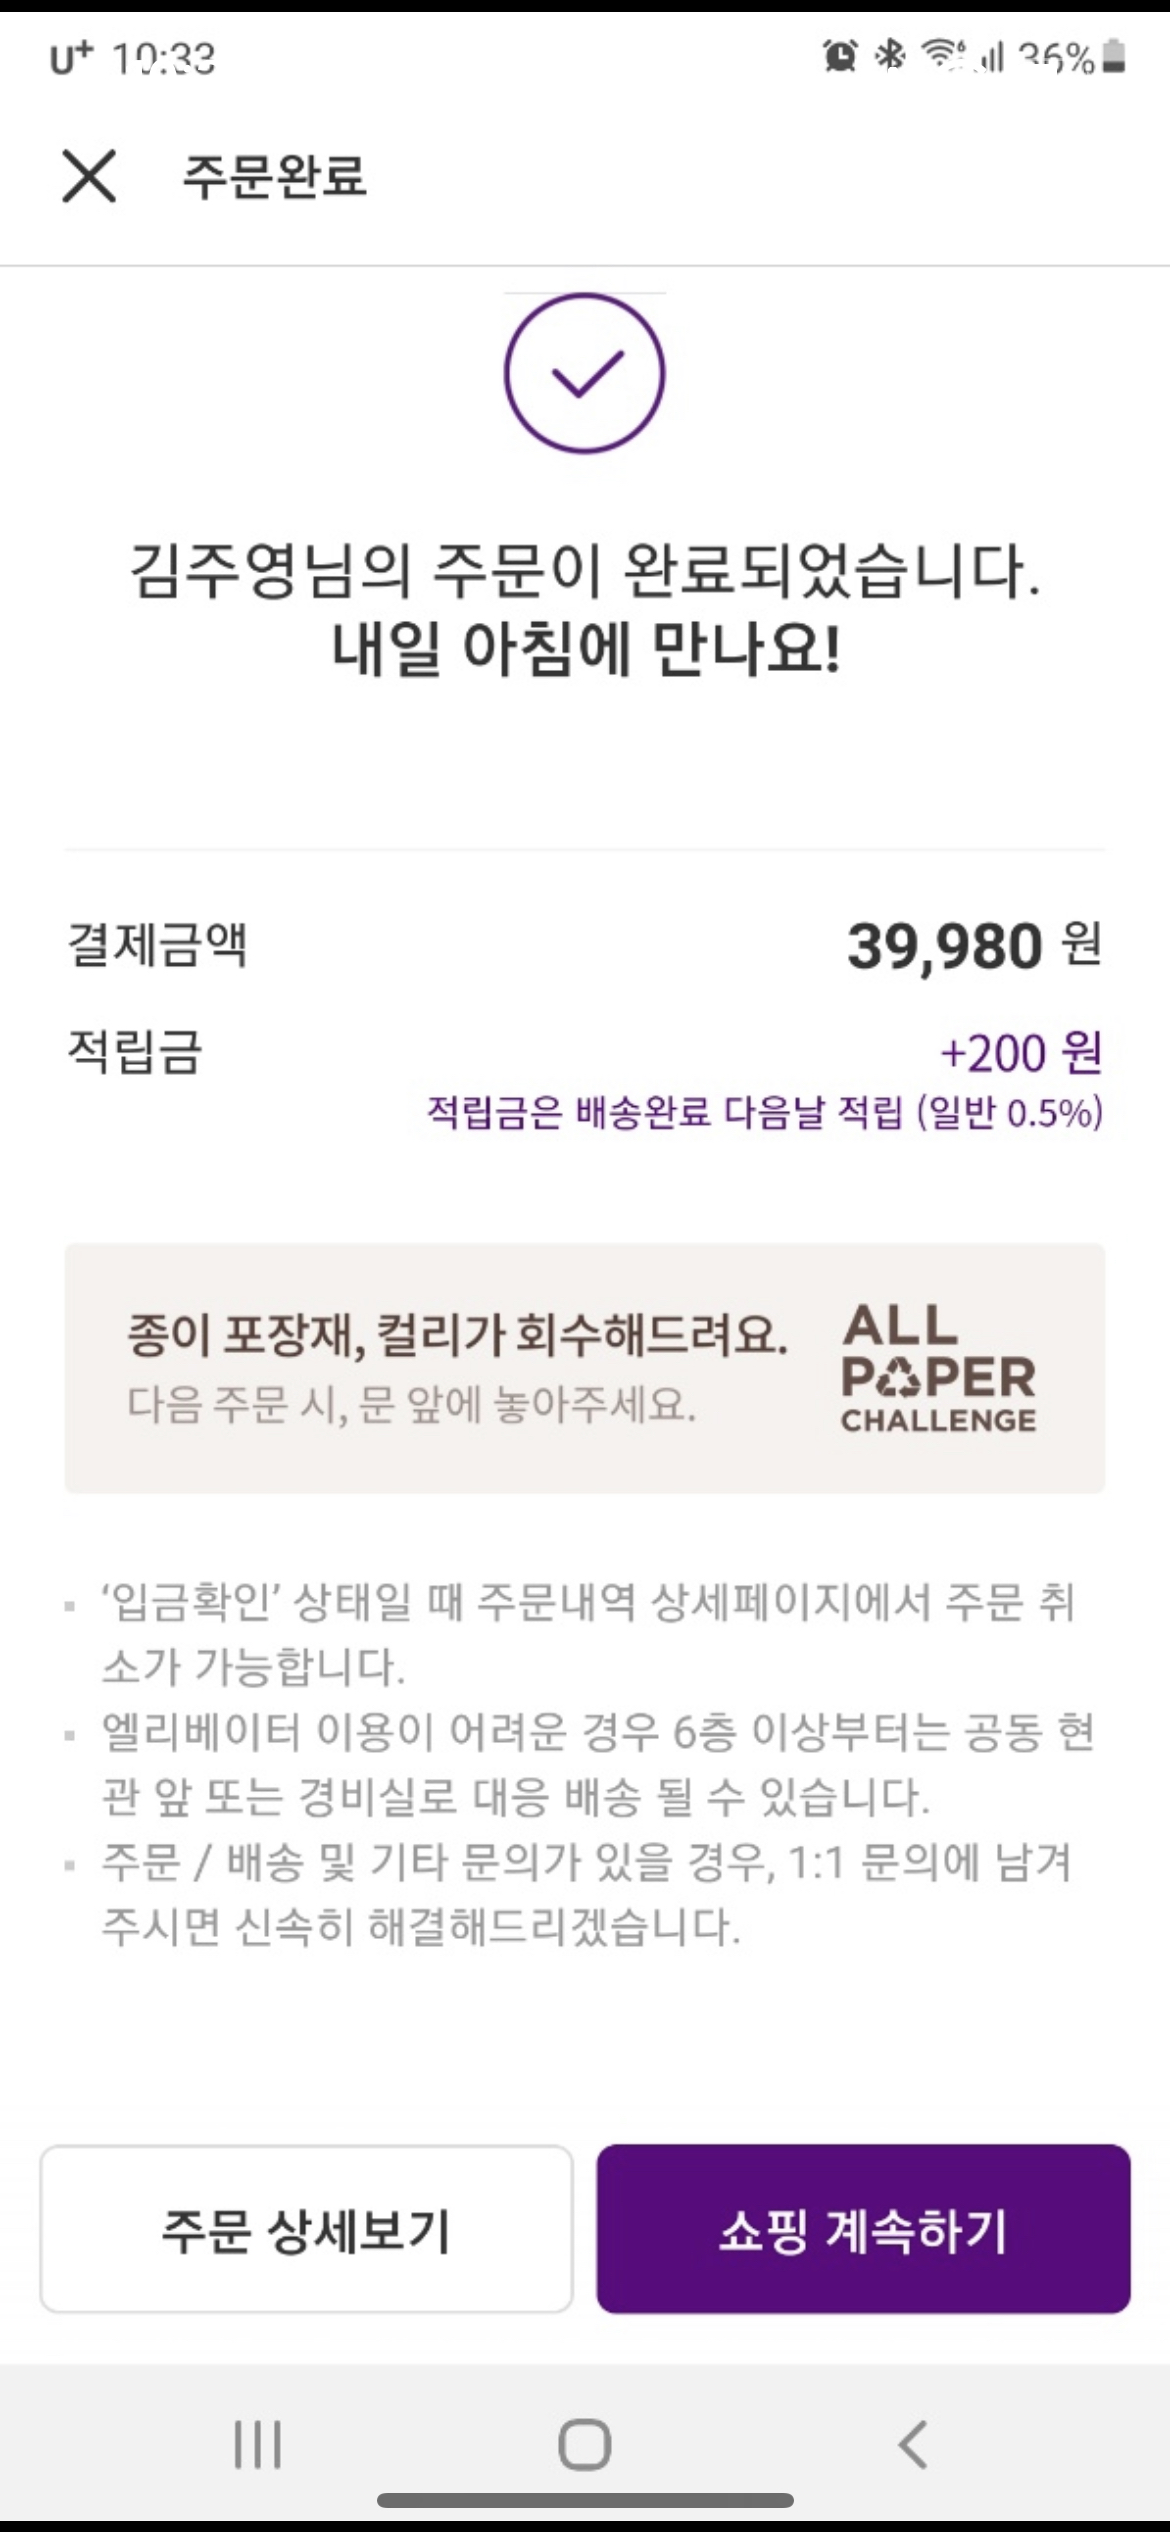 U+ 10:33 36%
주문완료
김주영님의 주문이 완료되었습니다.
내일 아침에 만나요!
결제금액 39,980 원
적립금 +200 원
적립금은 배송완료 다음날 적립 (일반 0.5%)
종이 포장재, 컬리가 회수해드려요.
다음 주문 시, 문 앞에 놓아주세요.
ALL
PAPER
CHALLENGE
▪ ‘입금확인’ 상태일 때 주문내역 상세페이지에서 주문 취
소가 가능합니다.
▪ 엘리베이터 이용이 어려운 경우 6층 이상부터는 공동 현
관 앞 또는 경비실로 대응 배송 될 수 있습니다.
▪ 주문 / 배송 및 기타 문의가 있을 경우, 1:1 문의에 남겨
주시면 신속히 해결해드리겠습니다.
주문 상세보기 쇼핑 계속하기